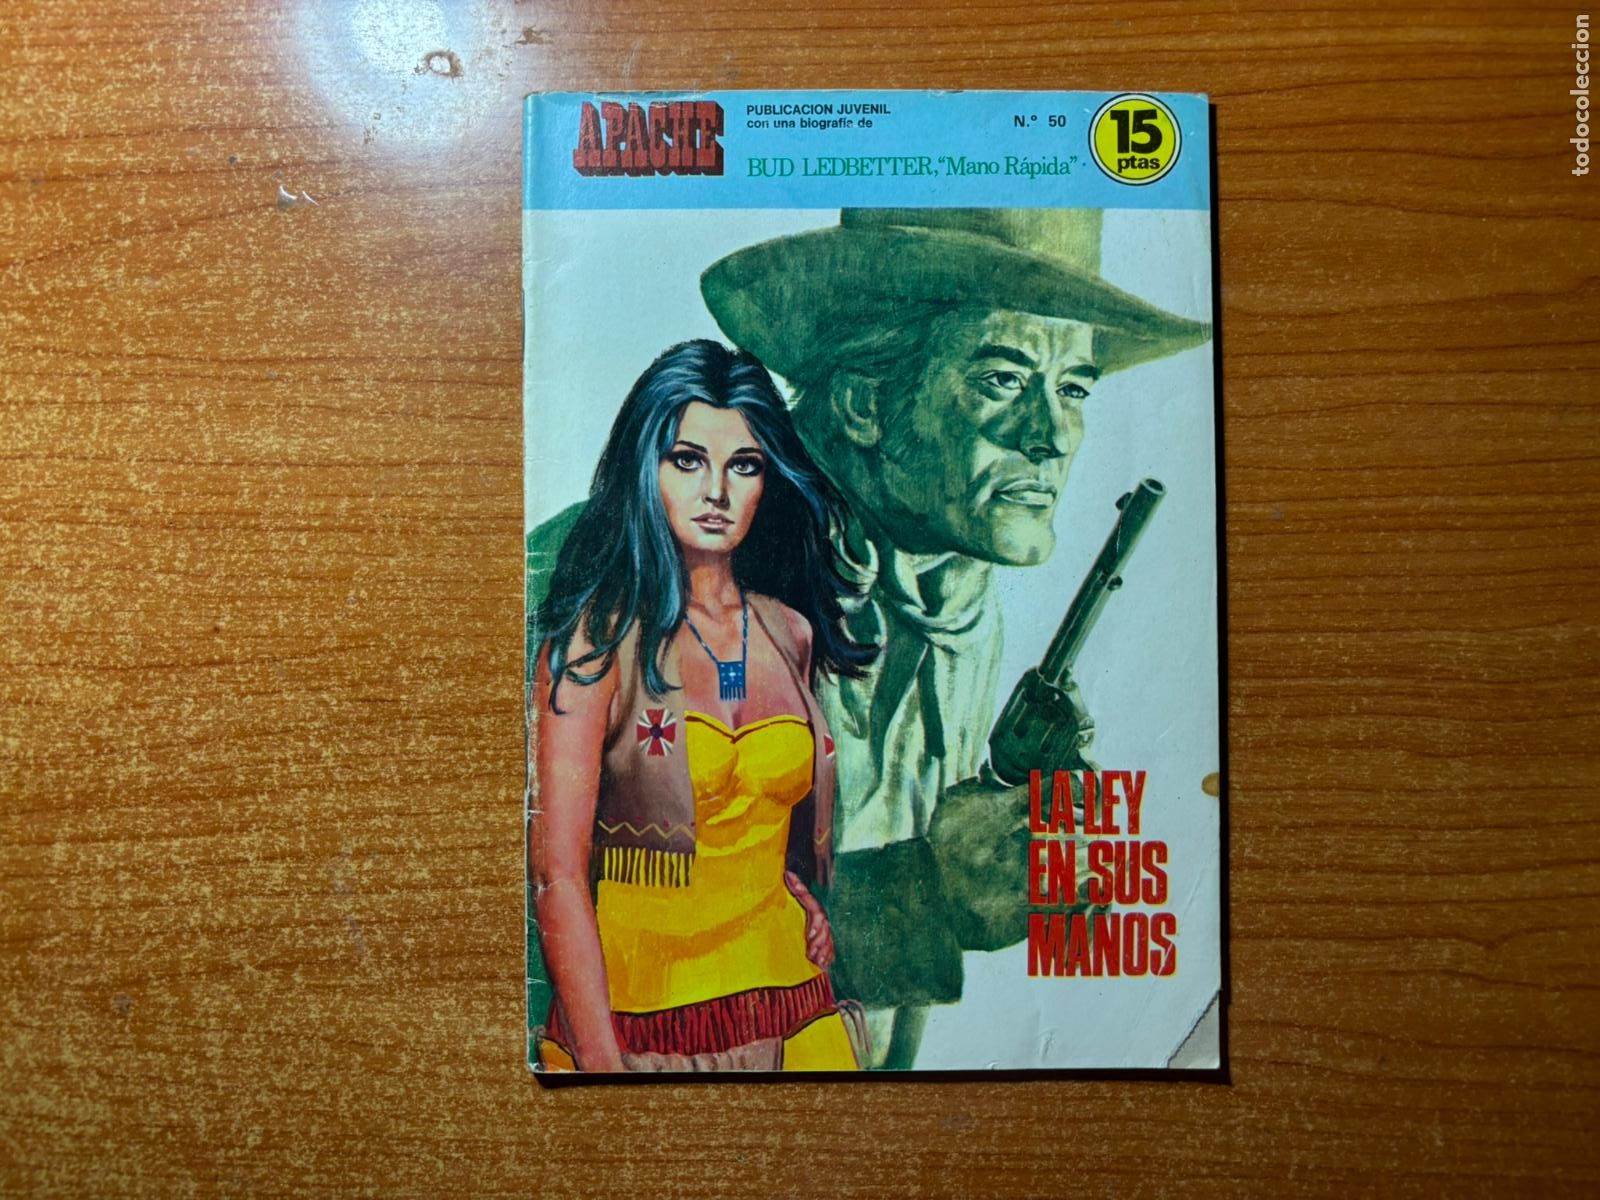 APACHE
PUBLICACION JUVENIL
con una biografía de
BUD LEDBETTER, “Mano Rápida”
N.º 50
15
ptas
LA LEY
EN SUS
MANOS
todocoleccion